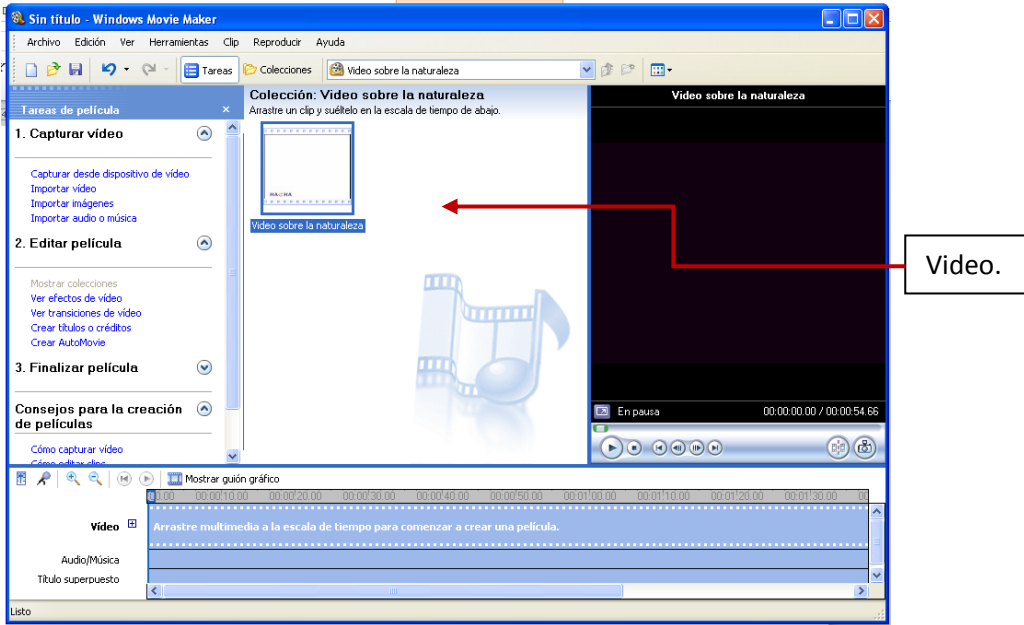 Sin título - Windows Movie Maker
Archivo Edición Ver Herramientas Clip Reproducir Ayuda
Tareas Colecciones Video sobre la naturaleza
Tareas de película ×
1. Capturar vídeo
Capturar desde dispositivo de vídeo
Importar vídeo
Importar imágenes
Importar audio o música
2. Editar película
Mostrar colecciones
Ver efectos de vídeo
Ver transiciones de vídeo
Crear títulos o créditos
Crear AutoMovie
3. Finalizar película
Consejos para la creación
de películas
Cómo capturar vídeo
Cómo editar clips
Colección: Video sobre la naturaleza
Arrastre un clip y suéltelo en la escala de tiempo de abajo.
Video sobre la naturaleza
Video sobre la naturaleza
En pausa 00:00:00.00 / 00:00:54.66
Video.
Mostrar guión gráfico
0.00 00:00:10.00 00:00:20.00 00:00:30.00 00:00:40.00 00:00:50.00 00:01:00.00 00:01:10.00 00:01:20.00 00:01:30.00 00
Vídeo Arrastre multimedia a la escala de tiempo para comenzar a crear una película.
Audio/Música
Título superpuesto
Listo